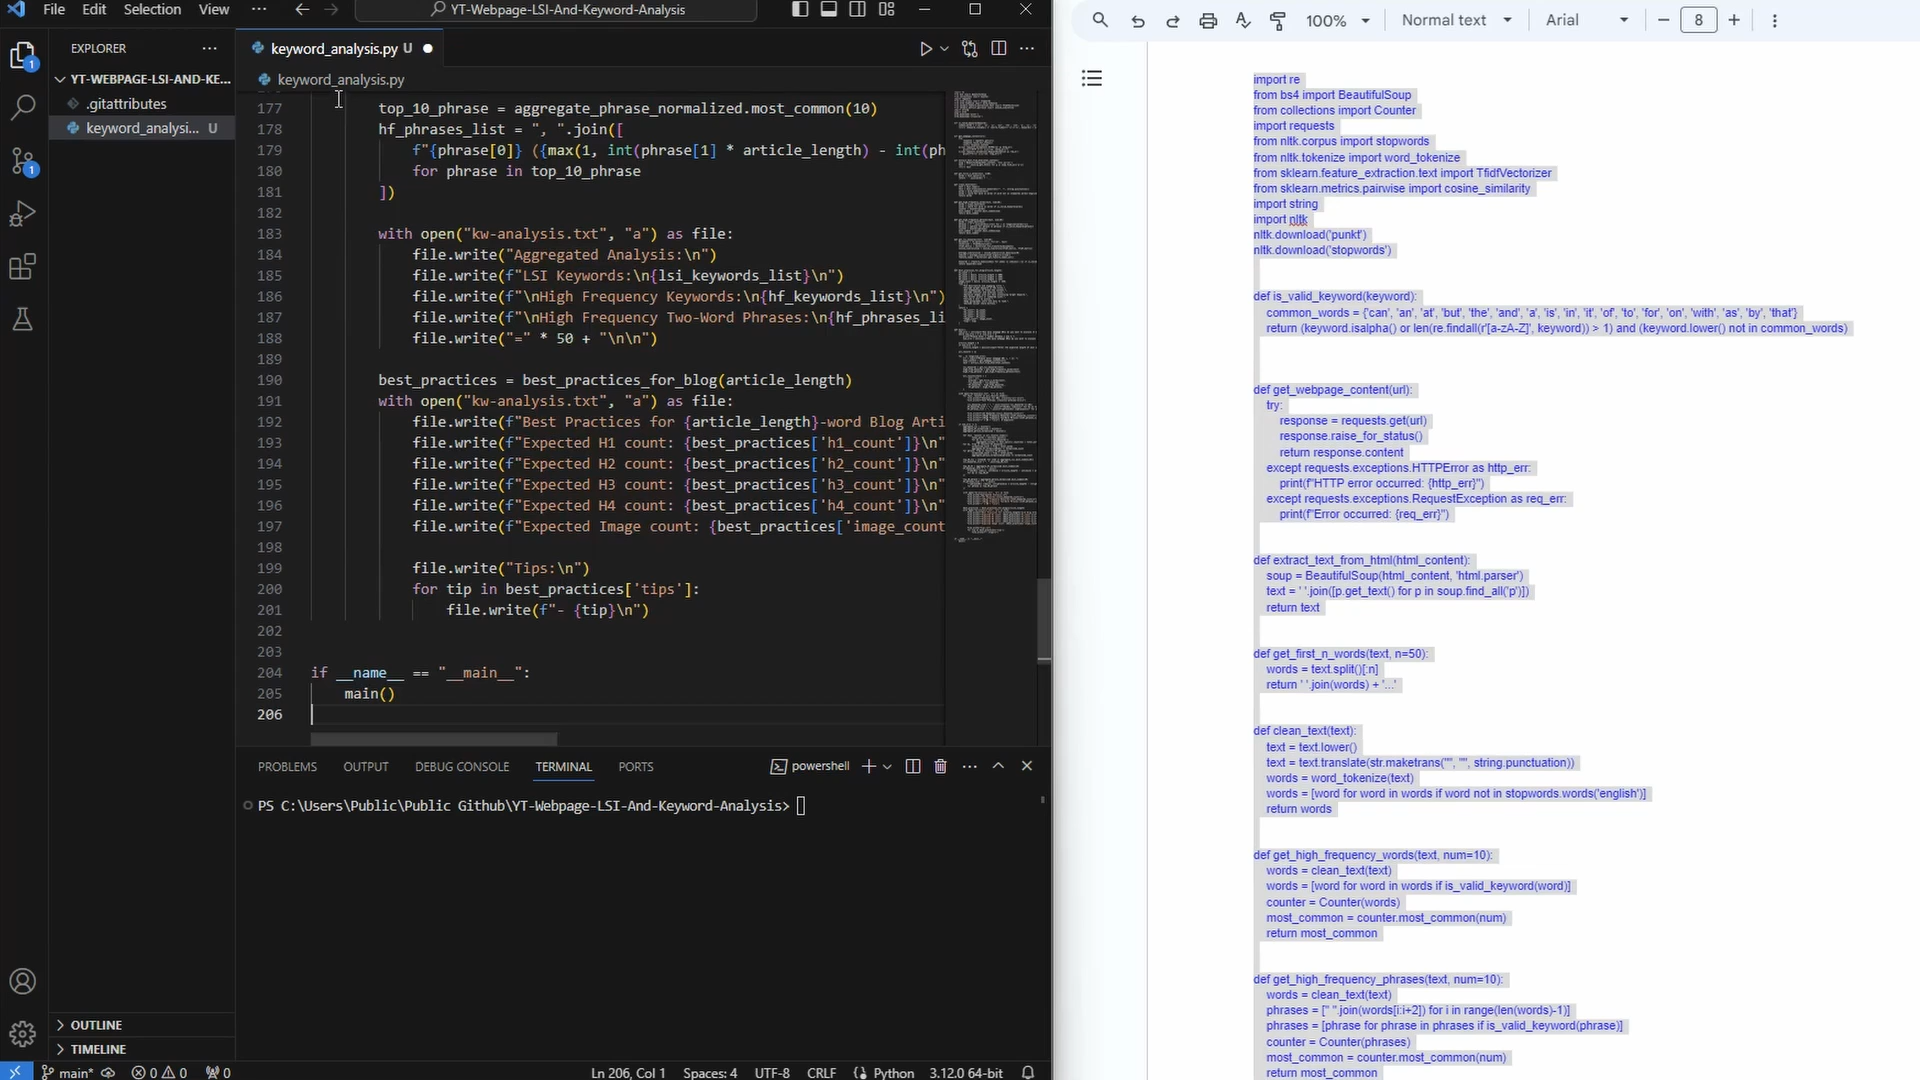 File Edit Selection View ··· YT-Webpage-LSI-And-Keyword-Analysis
EXPLORER
YT-WEBPAGE-LSI-AND-KE...
.gitattributes
keyword_analysi... U
1
1
keyword_analysis.py U
keyword_analysis.py
177 top_10_phrase = aggregate_phrase_normalized.most_common(10)
178 hf_phrases_list = ", ".join([
179 f"{phrase[0]} ({max(1, int(phrase[1] * article_length) - int(ph
180 for phrase in top_10_phrase
181 ])
182
183 with open("kw-analysis.txt", "a") as file:
184 file.write("Aggregated Analysis:\n")
185 file.write(f"LSI Keywords:\n{lsi_keywords_list}\n")
186 file.write(f"\nHigh Frequency Keywords:\n{hf_keywords_list}\n")
187 file.write(f"\nHigh Frequency Two-Word Phrases:\n{hf_phrases_li
188 file.write("=" * 50 + "\n\n")
189
190 best_practices = best_practices_for_blog(article_length)
191 with open("kw-analysis.txt", "a") as file:
192 file.write(f"Best Practices for {article_length}-word Blog Arti
193 file.write(f"Expected H1 count: {best_practices['h1_count']}\n"
194 file.write(f"Expected H2 count: {best_practices['h2_count']}\n"
195 file.write(f"Expected H3 count: {best_practices['h3_count']}\n"
196 file.write(f"Expected H4 count: {best_practices['h4_count']}\n"
197 file.write(f"Expected Image count: {best_practices['image_count
198
199 file.write("Tips:\n")
200 for tip in best_practices['tips']:
201 file.write(f"- {tip}\n")
202
203
204 if __name__ == "__main__":
205 main()
206
PROBLEMS OUTPUT DEBUG CONSOLE TERMINAL PORTS powershell
PS C:\Users\Public\Public Github\YT-Webpage-LSI-And-Keyword-Analysis>
OUTLINE
TIMELINE
main* 0 0 0 Ln 206, Col 1 Spaces: 4 UTF-8 CRLF Python 3.12.0 64-bit
100% Normal text Arial 8
import re
from bs4 import BeautifulSoup
from collections import Counter
import requests
from nltk.corpus import stopwords
from nltk.tokenize import word_tokenize
from sklearn.feature_extraction.text import TfidfVectorizer
from sklearn.metrics.pairwise import cosine_similarity
import string
import nltk
nltk.download('punkt')
nltk.download('stopwords')
def is_valid_keyword(keyword):
common_words = {'can', 'an', 'at', 'but', 'the', 'and', 'a', 'is', 'in', 'it', 'of', 'to', 'for', 'on', 'with', 'as', 'by', 'that'}
return (keyword.isalpha() or len(re.findall(r'[a-zA-Z]', keyword)) > 1) and (keyword.lower() not in common_words)
def get_webpage_content(url):
try:
response = requests.get(url)
response.raise_for_status()
return response.content
except requests.exceptions.HTTPError as http_err:
print(f"HTTP error occurred: {http_err}")
except requests.exceptions.RequestException as req_err:
print(f"Error occurred: {req_err}")
def extract_text_from_html(html_content):
soup = BeautifulSoup(html_content, 'html.parser')
text = ' '.join([p.get_text() for p in soup.find_all('p')])
return text
def get_first_n_words(text, n=50):
words = text.split()[:n]
return ' '.join(words) + '...'
def clean_text(text):
text = text.lower()
text = text.translate(str.maketrans("", "", string.punctuation))
words = word_tokenize(text)
words = [word for word in words if word not in stopwords.words('english')]
return words
def get_high_frequency_words(text, num=10):
words = clean_text(text)
words = [word for word in words if is_valid_keyword(word)]
counter = Counter(words)
most_common = counter.most_common(num)
return most_common
def get_high_frequency_phrases(text, num=10):
words = clean_text(text)
phrases = [" ".join(words[i:i+2]) for i in range(len(words)-1)]
phrases = [phrase for phrase in phrases if is_valid_keyword(phrase)]
counter = Counter(phrases)
most_common = counter.most_common(num)
return most_common